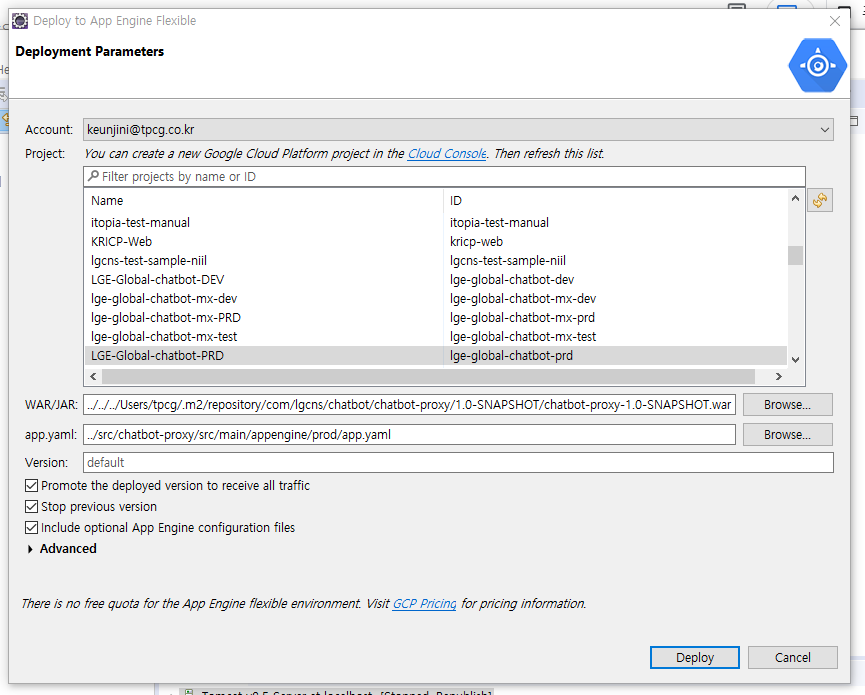 Deploy to App Engine Flexible
Deployment Parameters
Account: keunjini@tpcg.co.kr
Project: You can create a new Google Cloud Platform project in the Cloud Console. Then refresh this list.
Filter projects by name or ID
Name ID
itopia-test-manual itopia-test-manual
KRICP-Web kricp-web
lgcns-test-sample-niil lgcns-test-sample-niil
LGE-Global-chatbot-DEV lge-global-chatbot-dev
lge-global-chatbot-mx-dev lge-global-chatbot-mx-dev
lge-global-chatbot-mx-PRD lge-global-chatbot-mx-prd
lge-global-chatbot-mx-test lge-global-chatbot-mx-test
LGE-Global-chatbot-PRD lge-global-chatbot-prd
WAR/JAR: ../../../Users/tpcg/.m2/repository/com/lgcns/chatbot/chatbot-proxy/1.0-SNAPSHOT/chatbot-proxy-1.0-SNAPSHOT.war Browse...
app.yaml: ../src/chatbot-proxy/src/main/appengine/prod/app.yaml Browse...
Version: default
Promote the deployed version to receive all traffic
Stop previous version
Include optional App Engine configuration files
Advanced
There is no free quota for the App Engine flexible environment. Visit GCP Pricing for pricing information.
Deploy Cancel